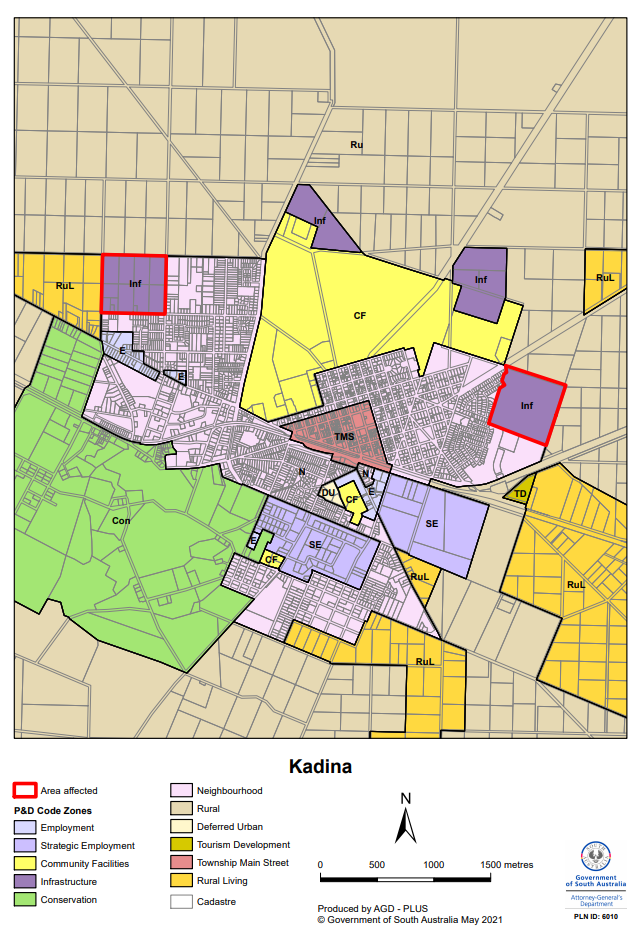 Ru
Inf
RuL
Inf
Inf
RuL
CF
E
E
Inf
TMS
N
N
DU
CF
E
TD
SE
Con
E
SE
CF
RuL
RuL
RuL
Kadina
Area affected
P&D Code Zones
Employment
Strategic Employment
Community Facilities
Infrastructure
Conservation
Neighbourhood
Rural
Deferred Urban
Tourism Development
Township Main Street
Rural Living
Cadastre
N
0 500 1000 1500 metres
Produced by AGD - PLUS
© Government of South Australia May 2021
SOUTH AUSTRALIA
Government
of South Australia
Attorney-General's
Department
PLN ID: 6010